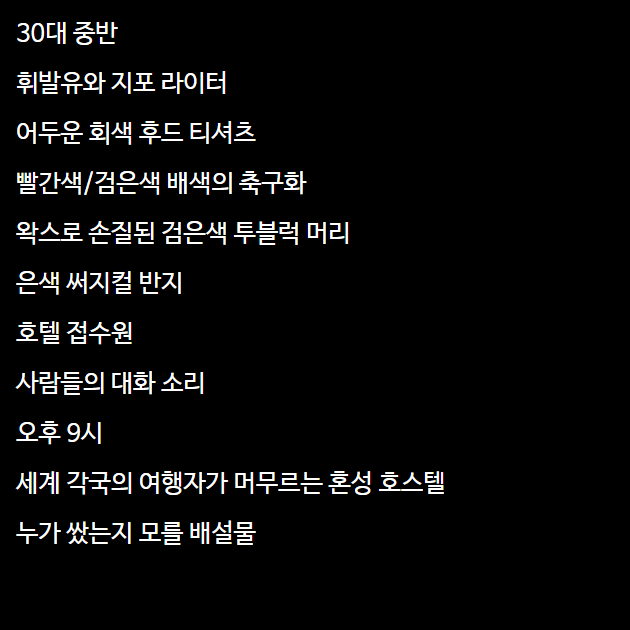 30대 중반
휘발유와 지포 라이터
어두운 회색 후드 티셔츠
빨간색/검은색 배색의 축구화
왁스로 손질된 검은색 투블럭 머리
은색 써지컬 반지
호텔 접수원
사람들의 대화 소리
오후 9시
세계 각국의 여행자가 머무르는 혼성 호스텔
누가 쌌는지 모를 배설물